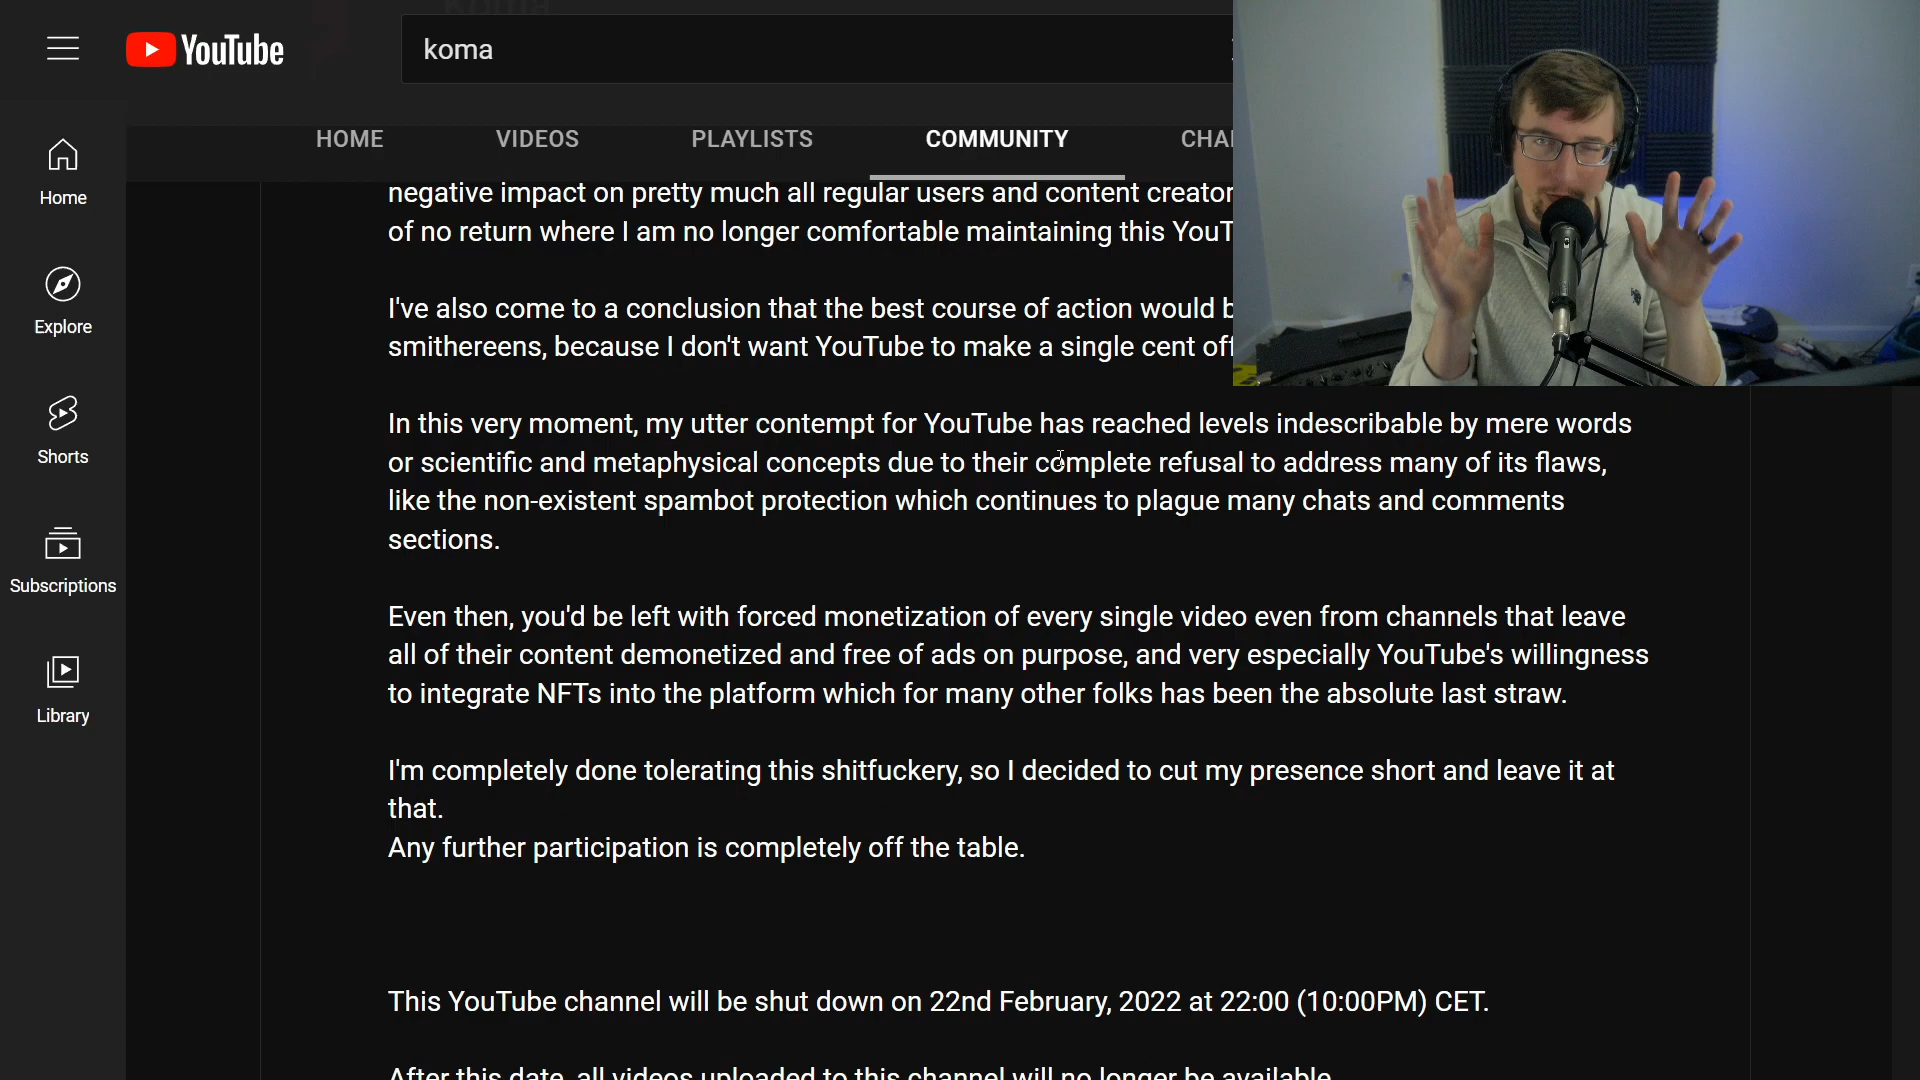 Koma
YouTube
koma
HOME
VIDEOS
PLAYLISTS
COMMUNITY
Home
Explore
Shorts
Subscriptions
Library
negative impact on pretty much all regular users and content
of no return where I am no longer comfortable maintaining this
I've also come to a conclusion that the best course of action would
smithereens, because I don't want YouTube to make a single cent
In this very moment, my utter contempt for YouTube has reached levels indescribable by mere words
or scientific and metaphysical concepts due to their complete refusal to address many of its flaws,
like the non-existent spambot protection which continues to plague many chats and comments
sections.
Even then, you'd be left with forced monetization of every single video even from channels that leave
all of their content demonetized and free of ads on purpose, and very especially YouTube's willingness
to integrate NFTs into the platform which for many other folks has been the absolute last straw.
I'm completely done tolerating this shitfuckery, so I decided to cut my presence short and leave it at
that.
Any further participation is completely off the table.
This YouTube channel will be shut down on 22nd February, 2022 at 22:00 (10:00PM) CET.
After this date, all videos uploaded to this channel will no longer be available